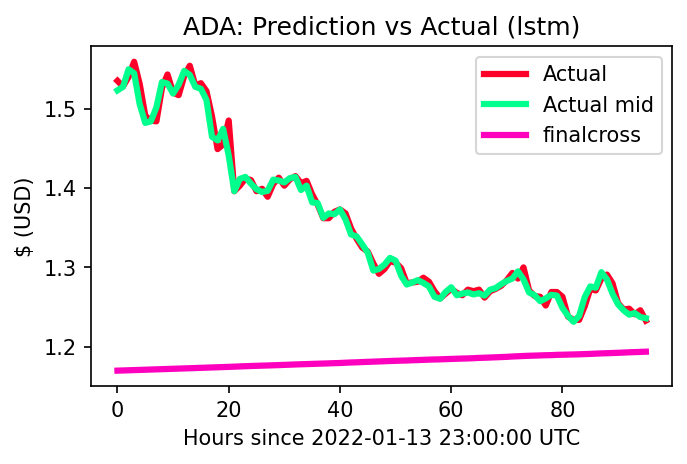 ADA: Prediction vs Actual (lstm)
Actual
Actual mid
finalcross
$ (USD)
1.5
1.4
1.3
1.2
0 20 40 60 80
Hours since 2022-01-13 23:00:00 UTC